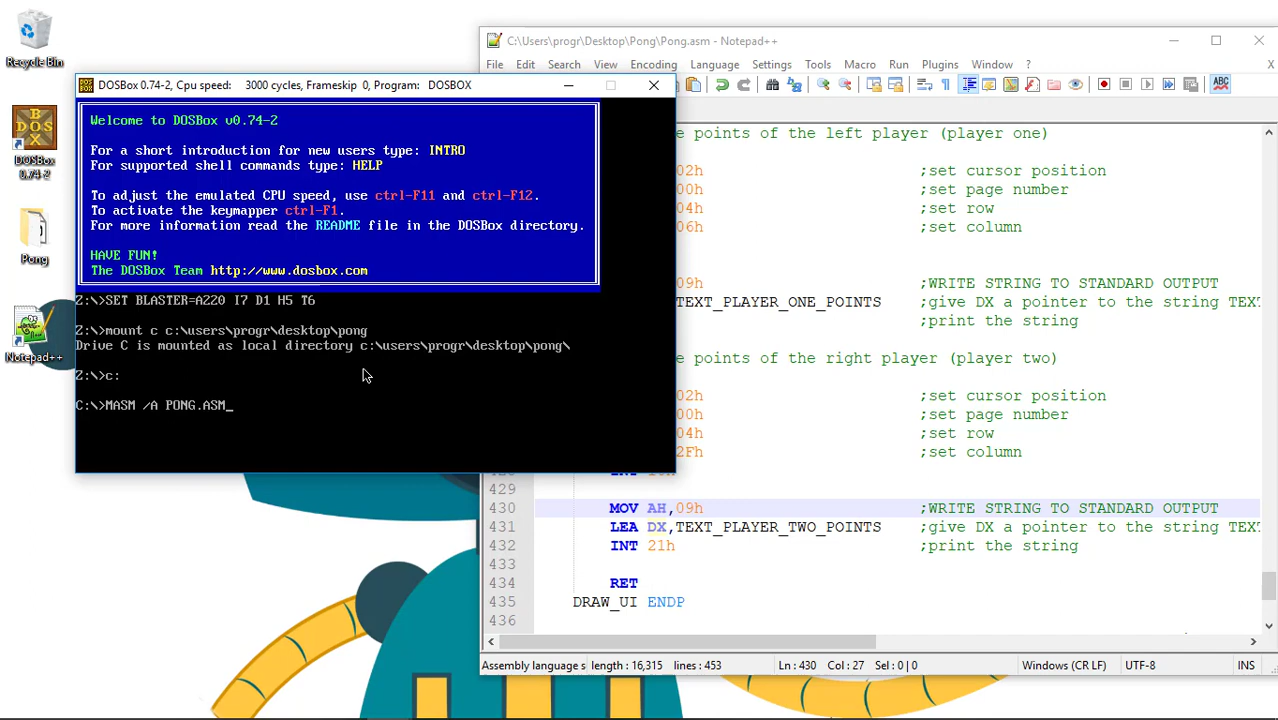 Recycle Bin
DOSBox
0.74-2
Pong
Notepad++
DOSBox 0.74-2, Cpu speed: 3000 cycles, Frameskip 0, Program: DOSBOX
Welcome to DOSBox v0.74-2
For a short introduction for new users type: INTRO
For supported shell commands type: HELP
To adjust the emulated CPU speed, use ctrl-F11 and ctrl-F12.
To activate the keymapper ctrl-F1.
For more information read the README file in the DOSBox directory.
HAVE FUN!
The DOSBox Team http://www.dosbox.com
Z:\>SET BLASTER=A220 I7 D1 H5 T6
Z:\>mount c c:\users\progr\desktop\pong
Drive C is mounted as local directory c:\users\progr\desktop\pong\
Z:\>c:
C:\>MASM /A PONG.ASM_
C:\Users\progr\Desktop\Pong\Pong.asm - Notepad++
File Edit Search View Encoding Language Settings Tools Macro Run Plugins Window ? X
points of the left player (player one)
02h ;set cursor position
00h ;set page number
04h ;set row
06h ;set column
09h ;WRITE STRING TO STANDARD OUTPUT
TEXT_PLAYER_ONE_POINTS ;give DX a pointer to the string TEXT
;print the string
points of the right player (player two)
02h ;set cursor position
00h ;set page number
04h ;set row
2Fh ;set column
429
430 MOV AH,09h ;WRITE STRING TO STANDARD OUTPUT
431 LEA DX,TEXT_PLAYER_TWO_POINTS ;give DX a pointer to the string TEXT
432 INT 21h ;print the string
433
434 RET
435 DRAW_UI ENDP
436
Assembly language s length : 16,315 lines : 453 Ln : 430 Col : 27 Sel : 0 | 0 Windows (CR LF) UTF-8 INS